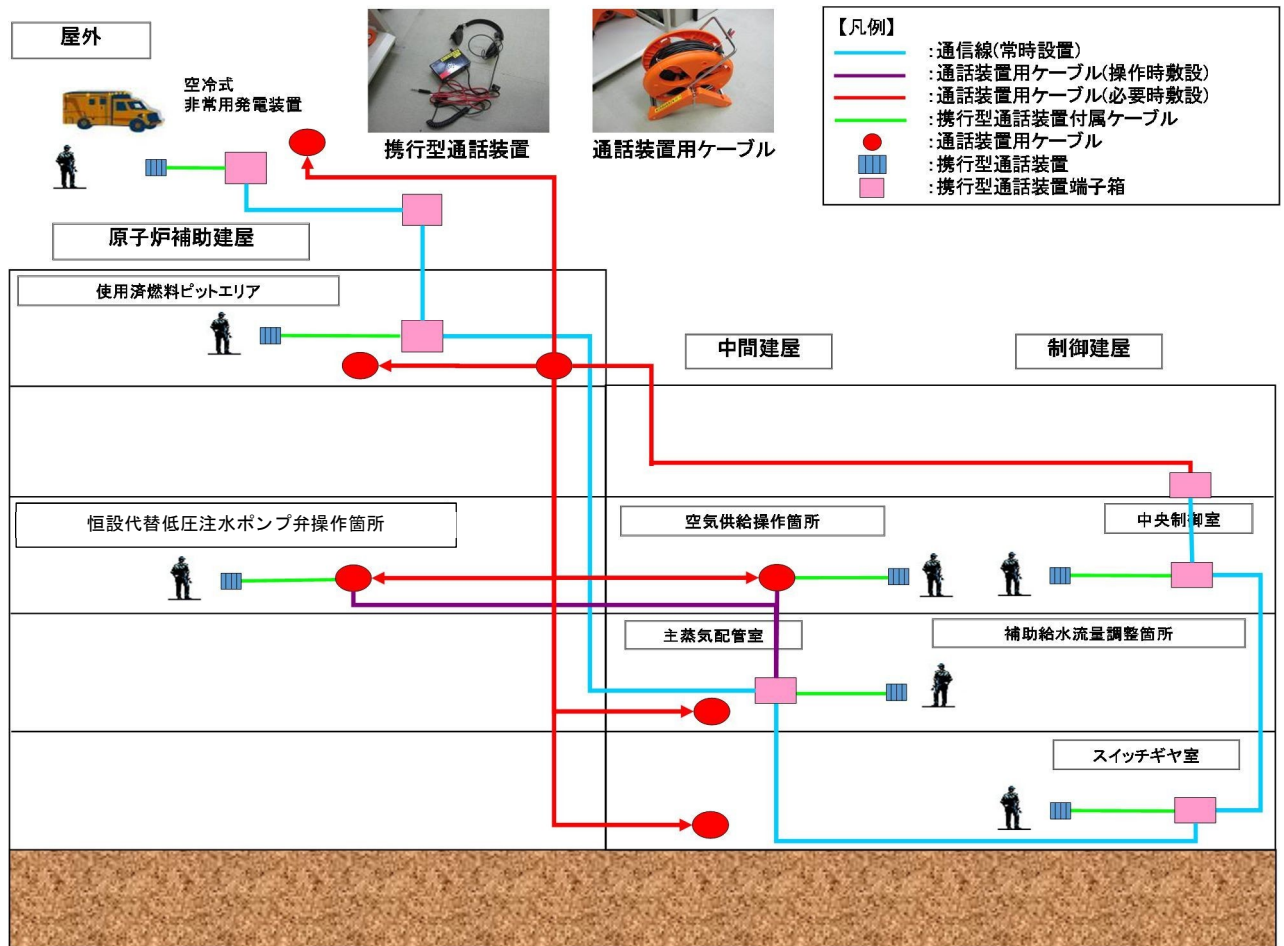 屋外
空冷式
非常用発電装置
携行型通話装置
通話装置用ケーブル
【凡例】
:通信線(常時設置)
:通話装置用ケーブル(操作時敷設)
:通話装置用ケーブル(必要時敷設)
:携行型通話装置付属ケーブル
:通話装置用ケーブル
:携行型通話装置
:携行型通話装置端子箱
原子炉補助建屋
使用済燃料ピットエリア
中間建屋
制御建屋
恒設代替低圧注水ポンプ弁操作箇所
空気供給操作箇所
中央制御室
主蒸気配管室
補助給水流量調整箇所
スイッチギヤ室